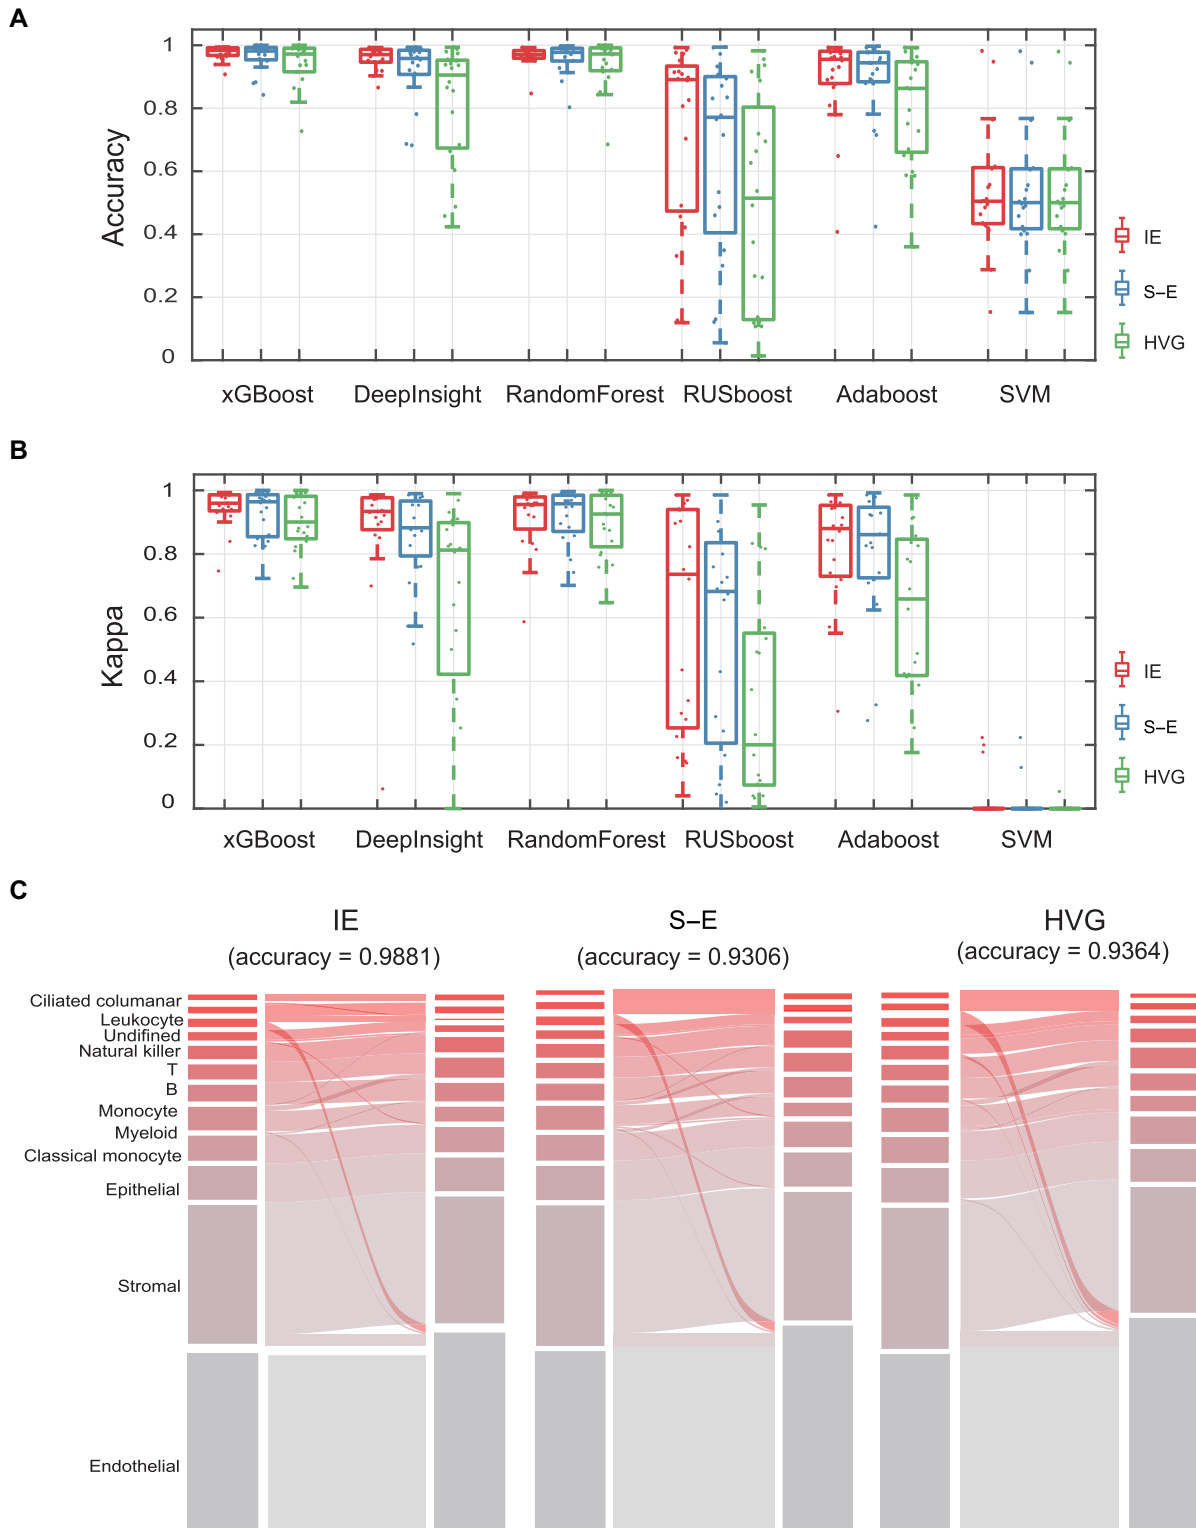 A
Accuracy
1
0.8
0.6
0.4
0.2
0
xGBoost DeepInsight RandomForest RUSboost Adaboost SVM
IE
S–E
HVG
B
Kappa
1
0.8
0.6
0.4
0.2
0
xGBoost DeepInsight RandomForest RUSboost Adaboost SVM
IE
S–E
HVG
C
IE S–E HVG
(accuracy = 0.9881) (accuracy = 0.9306) (accuracy = 0.9364)
Ciliated columanar
Leukocyte
Undifined
Natural killer
T
B
Monocyte
Myeloid
Classical monocyte
Epithelial
Stromal
Endothelial